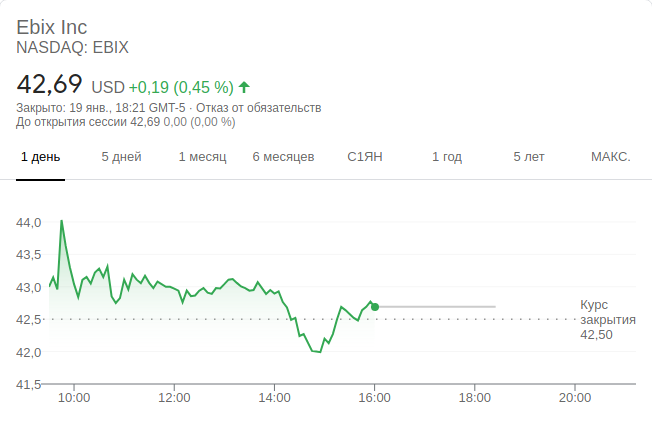 Ebix Inc
NASDAQ: EBIX
42,69 USD +0,19 (0,45 %)
Закрыто: 19 янв., 18:21 GMT-5 · Отказ от обязательств
До открытия сессии 42,69 0,00 (0,00 %)
1 день 5 дней 1 месяц 6 месяцев С1ЯН 1 год 5 лет МАКС.
44,0
43,5
43,0
42,5
42,0
41,5
Курс
закрытия
42,50
10:00 12:00 14:00 16:00 18:00 20:00